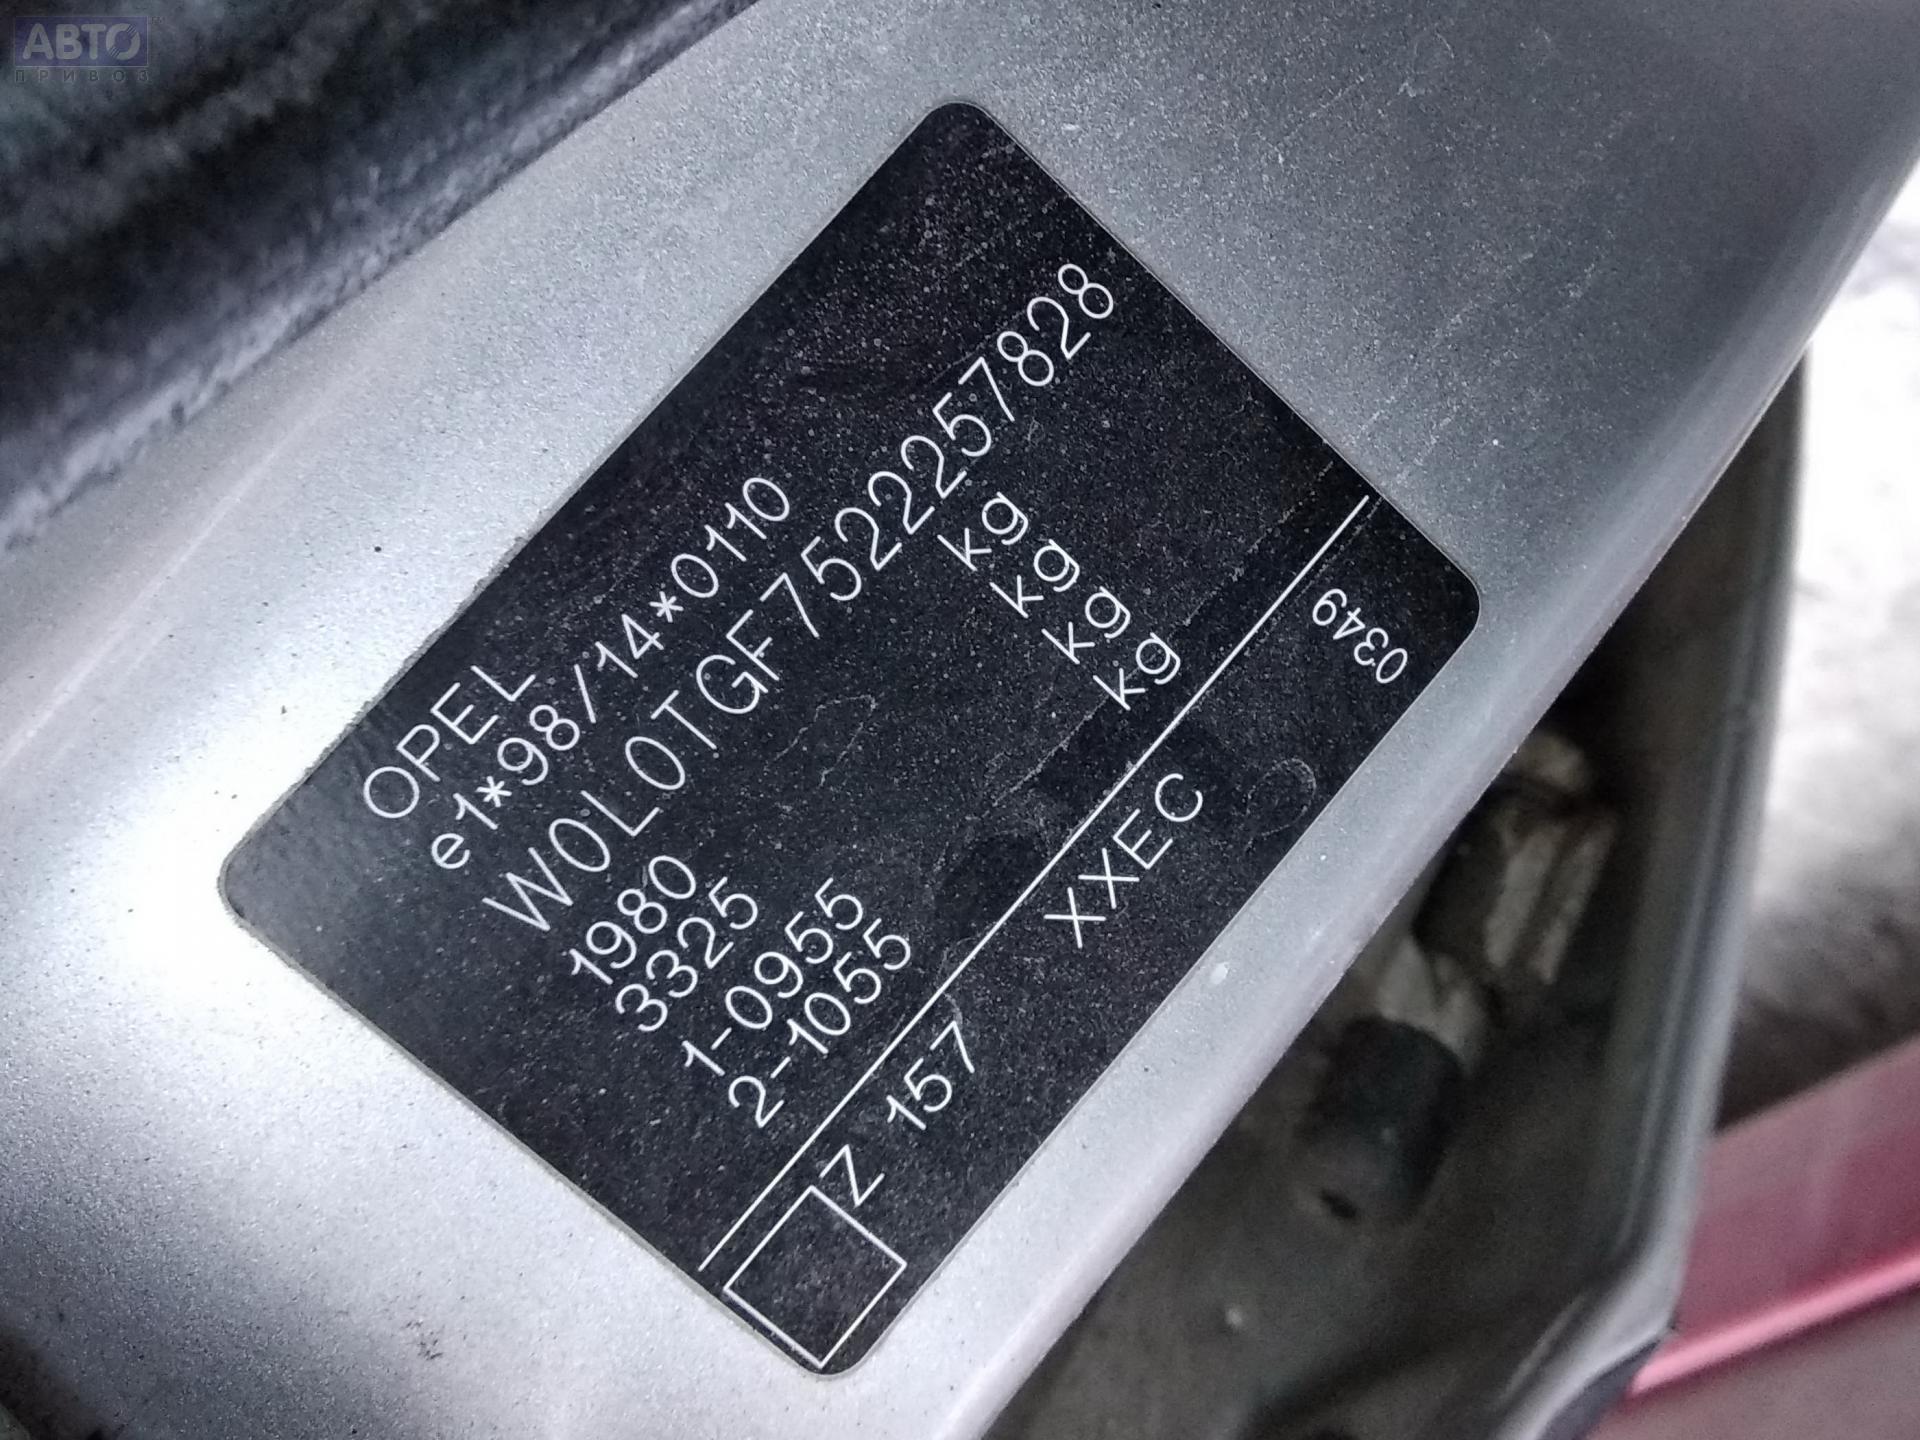 АВТО
ПРИВОЗ
OPEL
e1*98/14*0110
W0L0TGF7522257828
1980 kg
3325 kg
1-0955 kg
2-1055 kg
Z 157 XXEC 0349